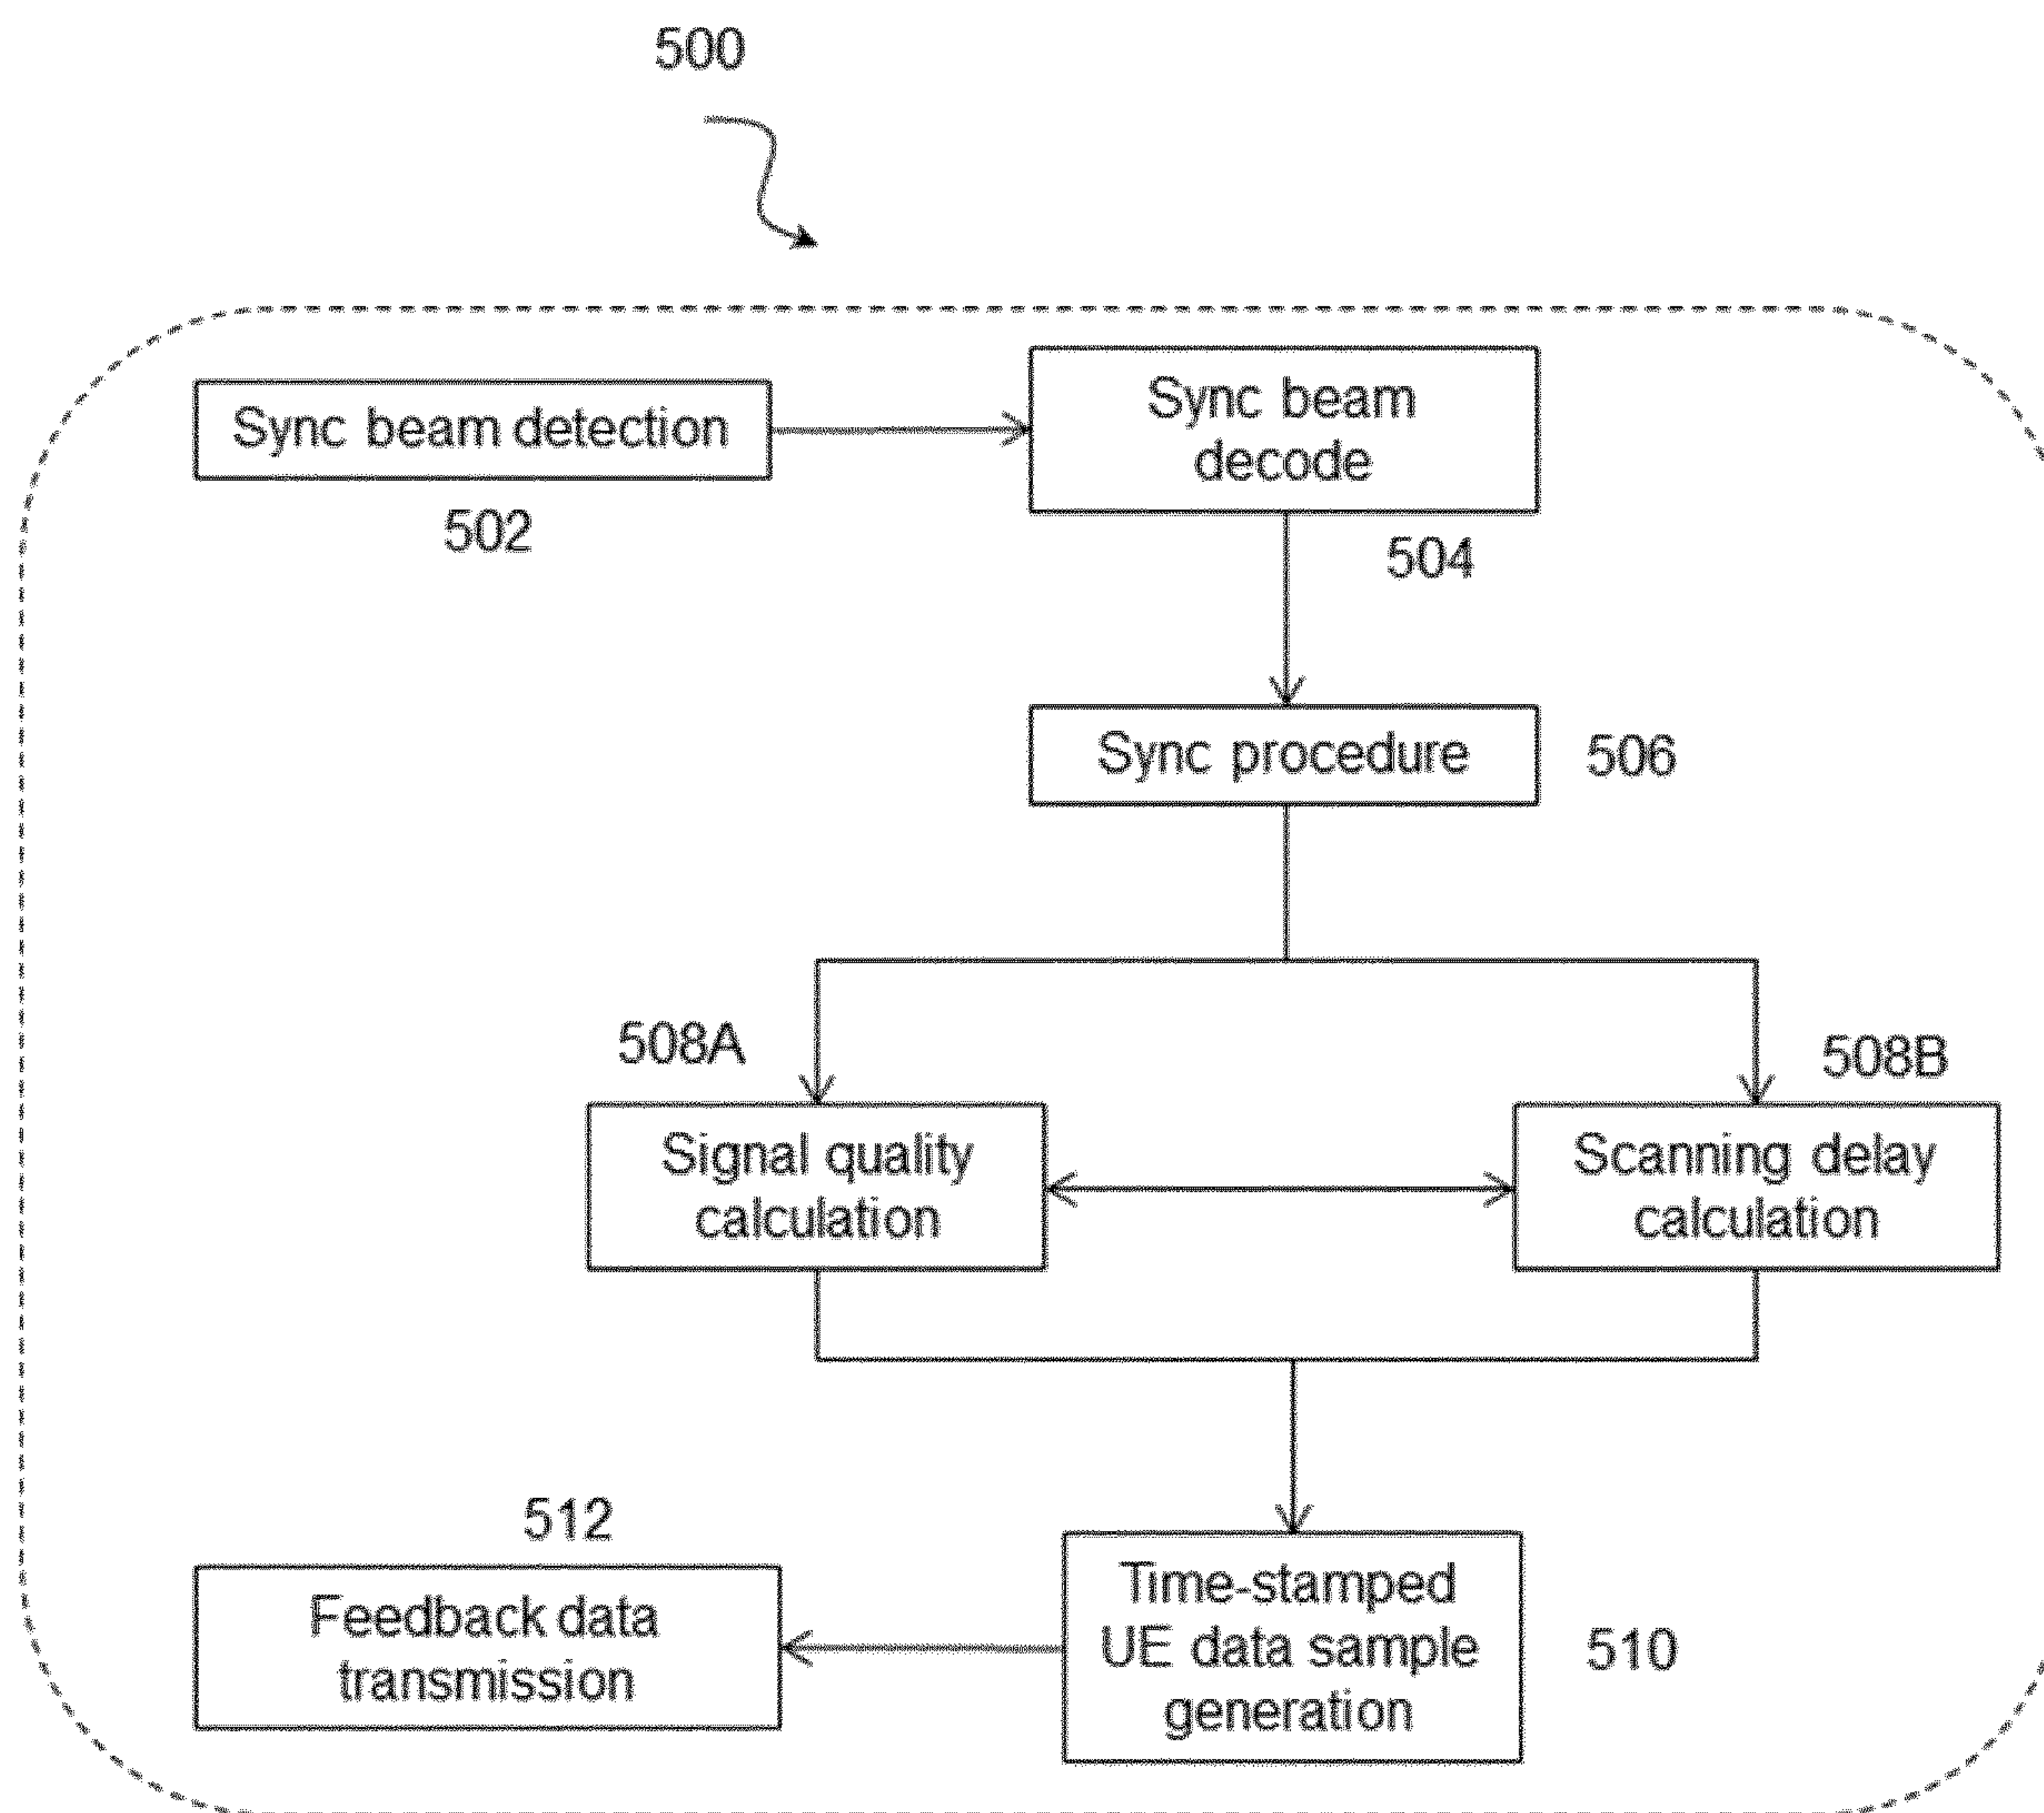 500
Sync beam detection
502
Sync beam
decode
504
Sync procedure
506
508A
Signal quality
calculation
508B
Scanning delay
calculation
512
Feedback data
transmission
Time-stamped
UE data sample
generation
510